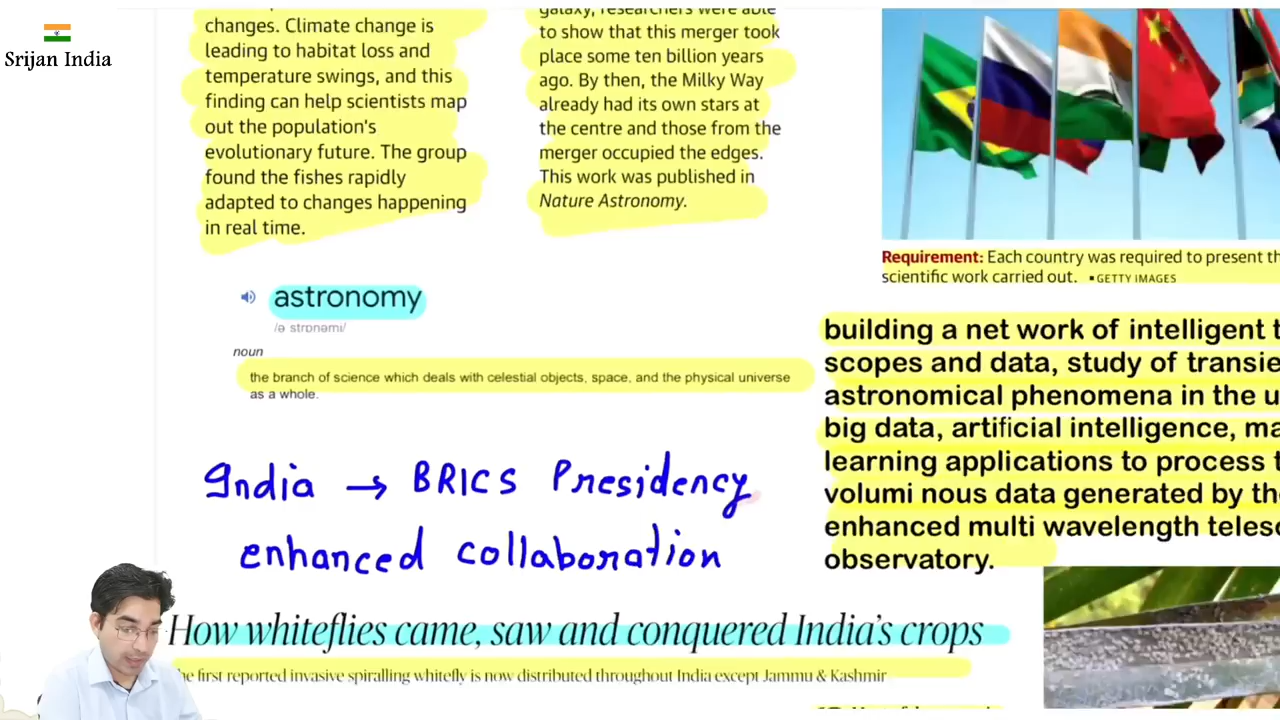 Srijan India
changes. Climate change is
leading to habitat loss and
temperature swings, and this
finding can help scientists map
out the population's
evolutionary future. The group
found the fishes rapidly
adapted to changes happening
in real time.
galaxy, researchers were able
to show that this merger took
place some ten billion years
ago. By then, the Milky Way
already had its own stars at
the centre and those from the
merger occupied the edges.
This work was published in
Nature Astronomy.
Requirement: Each country was required to present th
scientific work carried out. • GETTY IMAGES
astronomy
/ə strɒnəmi/
noun
the branch of science which deals with celestial objects, space, and the physical universe
as a whole.
building a net work of intelligent t
scopes and data, study of transie
astronomical phenomena in the u
big data, artificial intelligence, ma
learning applications to process t
volumi nous data generated by the
enhanced multi wavelength teles
observatory.
India → BRICS Presidency
enhanced collaboration
How whiteflies came, saw and conquered India's crops
he first reported invasive spiralling whitefly is now distributed throughout India except Jammu & Kashmir